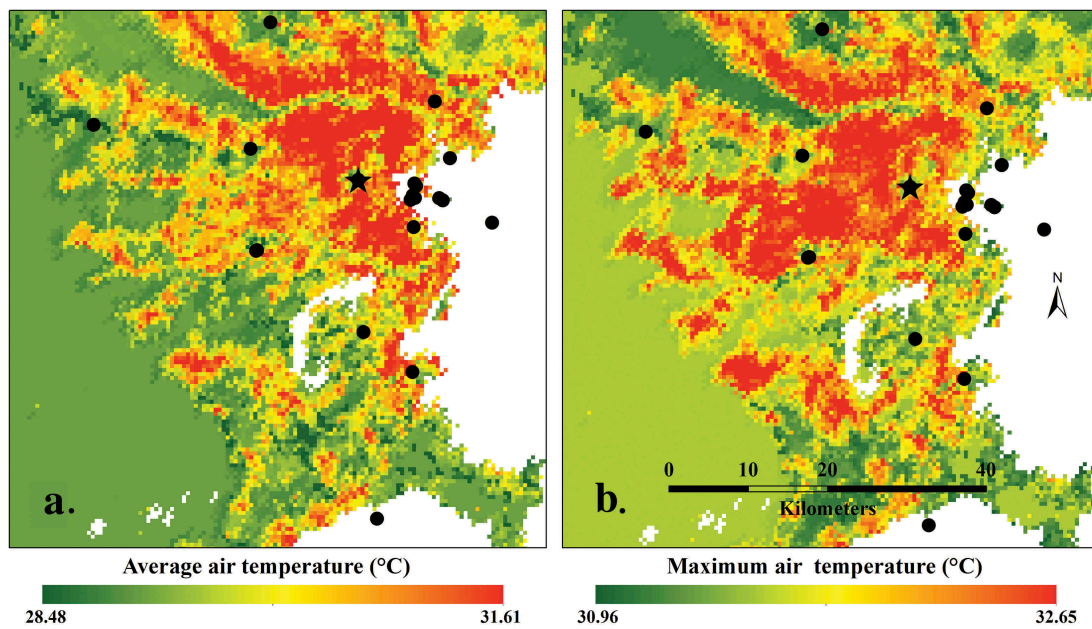 N
a.
b.
0 10 20 40
Kilometers
Average air temperature (°C)
28.48 31.61
Maximum air temperature (°C)
30.96 32.65